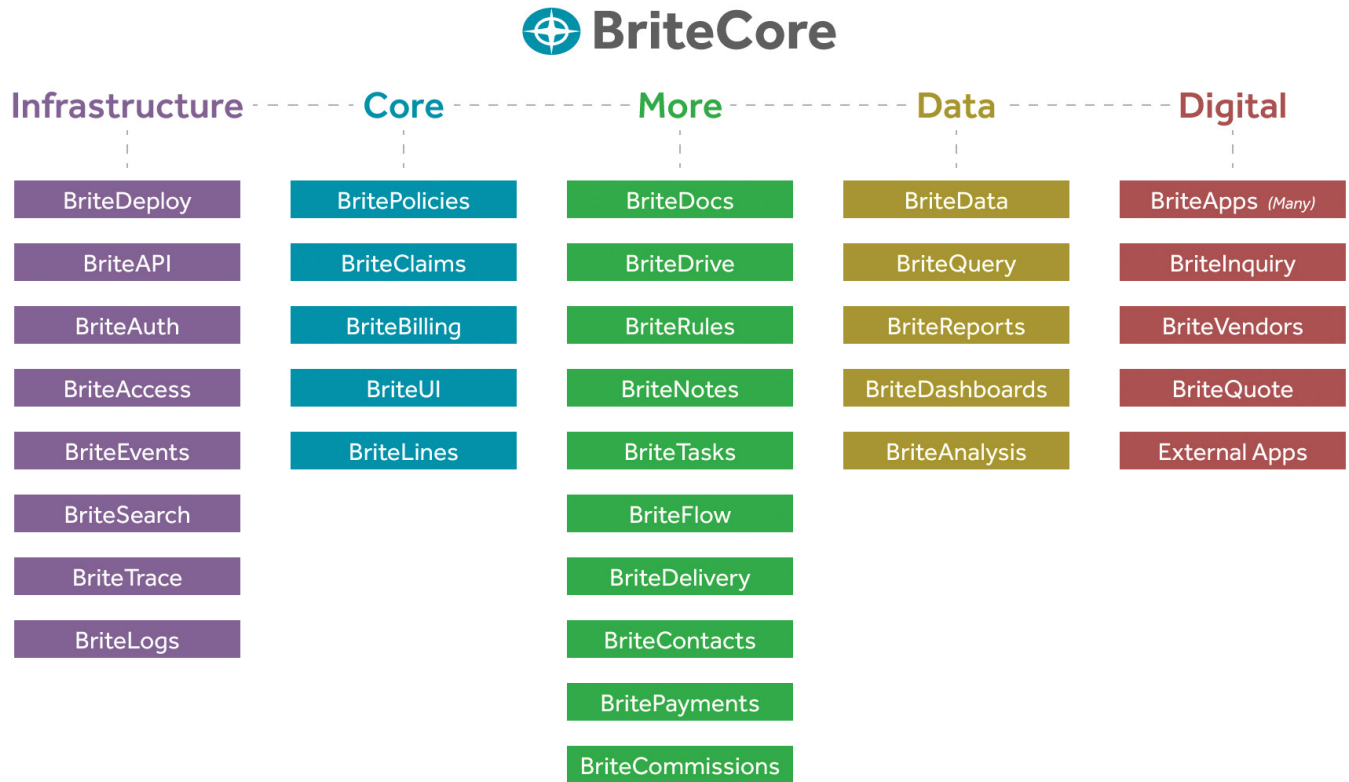 BriteCore
Infrastructure
Core
More
Data
Digital
BriteDeploy
BriteAPI
BriteAuth
BriteAccess
BriteEvents
BriteSearch
BriteTrace
BriteLogs
BritePolicies
BriteClaims
BriteBilling
BriteUI
BriteLines
BriteDocs
BriteDrive
BriteRules
BriteNotes
BriteTasks
BriteFlow
BriteDelivery
BriteContacts
BritePayments
BriteCommissions
BriteData
BriteQuery
BriteReports
BriteDashboards
BriteAnalysis
BriteApps (Many)
BriteInquiry
BriteVendors
BriteQuote
External Apps